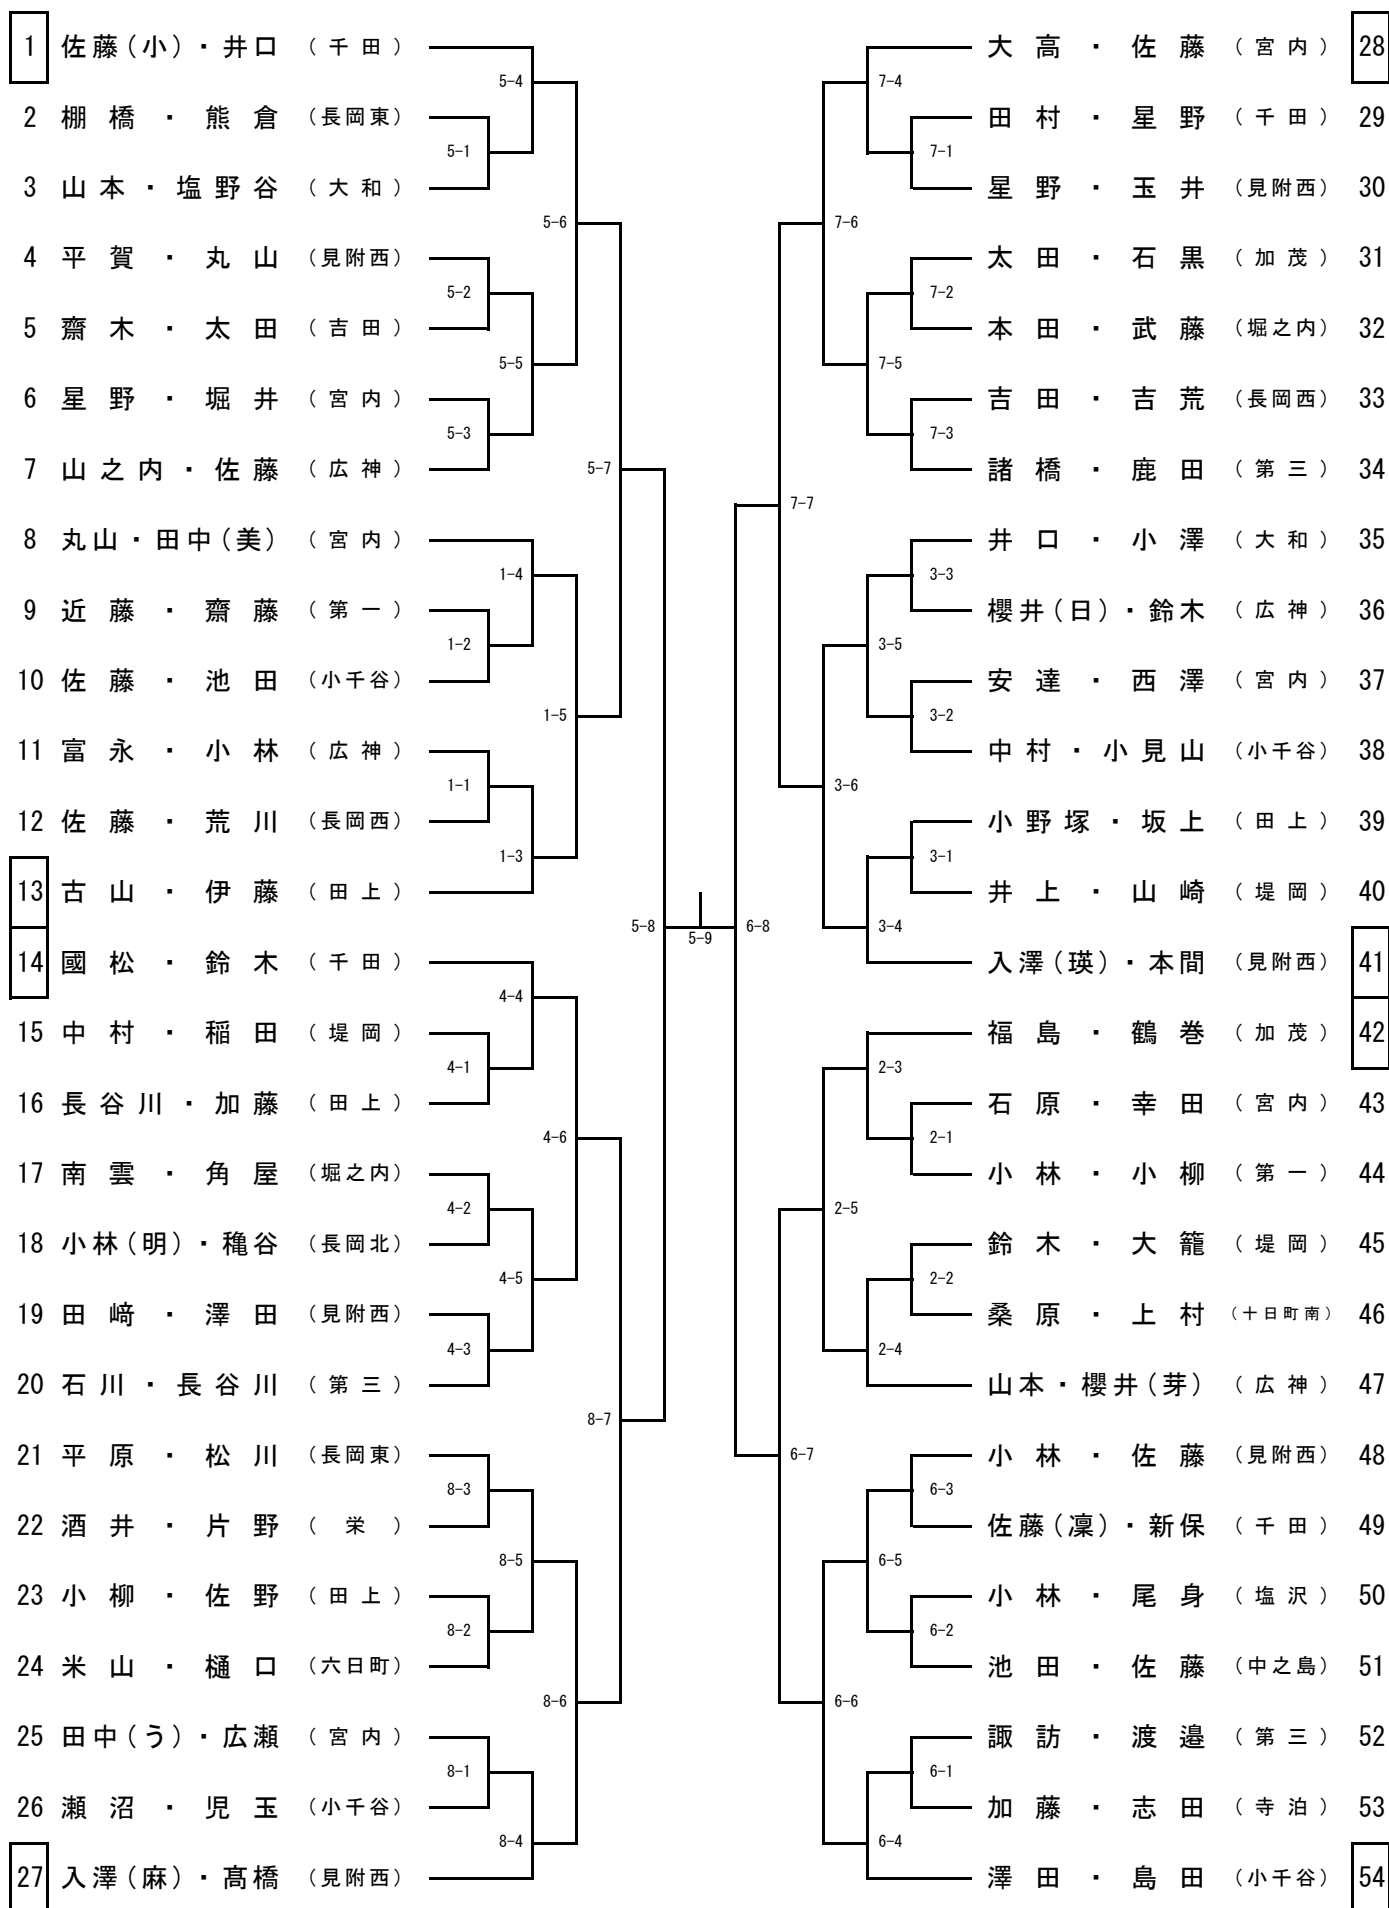 1 佐藤(小)・井口 (千田)
2 棚橋・熊倉 (長岡東)
3 山本・塩野谷 (大和)
4 平賀・丸山 (見附西)
5 齋木・太田 (吉田)
6 星野・堀井 (宮内)
7 山之内・佐藤 (広神)
8 丸山・田中(美) (宮内)
9 近藤・齋藤 (第一)
10 佐藤・池田 (小千谷)
11 富永・小林 (広神)
12 佐藤・荒川 (長岡西)
13 古山・伊藤 (田上)
14 國松・鈴木 (千田)
15 中村・稲田 (堤岡)
16 長谷川・加藤 (田上)
17 南雲・角屋 (堀之内)
18 小林(明)・穐谷 (長岡北)
19 田﨑・澤田 (見附西)
20 石川・長谷川 (第三)
21 平原・松川 (長岡東)
22 酒井・片野 (栄)
23 小柳・佐野 (田上)
24 米山・樋口 (六日町)
25 田中(う)・広瀬 (宮内)
26 瀬沼・児玉 (小千谷)
27 入澤(麻)・髙橋 (見附西)
5-4
5-1
5-6
5-2
5-5
5-3
5-7
1-4
1-2
1-5
1-1
1-3
5-8
4-4
4-1
4-6
4-2
4-5
4-3
8-7
8-3
8-5
8-2
8-6
8-1
8-4
5-9
7-4
7-1
7-6
7-2
7-5
7-3
7-7
3-3
3-5
3-2
3-6
3-1
3-4
6-8
2-3
2-1
2-5
2-2
2-4
6-7
6-3
6-5
6-2
6-6
6-1
6-4
大高・佐藤 (宮内) 28
田村・星野 (千田) 29
星野・玉井 (見附西) 30
太田・石黒 (加茂) 31
本田・武藤 (堀之内) 32
吉田・吉荒 (長岡西) 33
諸橋・鹿田 (第三) 34
井口・小澤 (大和) 35
櫻井(日)・鈴木 (広神) 36
安達・西澤 (宮内) 37
中村・小見山 (小千谷) 38
小野塚・坂上 (田上) 39
井上・山崎 (堤岡) 40
入澤(瑛)・本間 (見附西) 41
福島・鶴巻 (加茂) 42
石原・幸田 (宮内) 43
小林・小柳 (第一) 44
鈴木・大籠 (堤岡) 45
桑原・上村 (十日町南) 46
山本・櫻井(芽) (広神) 47
小林・佐藤 (見附西) 48
佐藤(凜)・新保 (千田) 49
小林・尾身 (塩沢) 50
池田・佐藤 (中之島) 51
諏訪・渡邉 (第三) 52
加藤・志田 (寺泊) 53
澤田・島田 (小千谷) 54